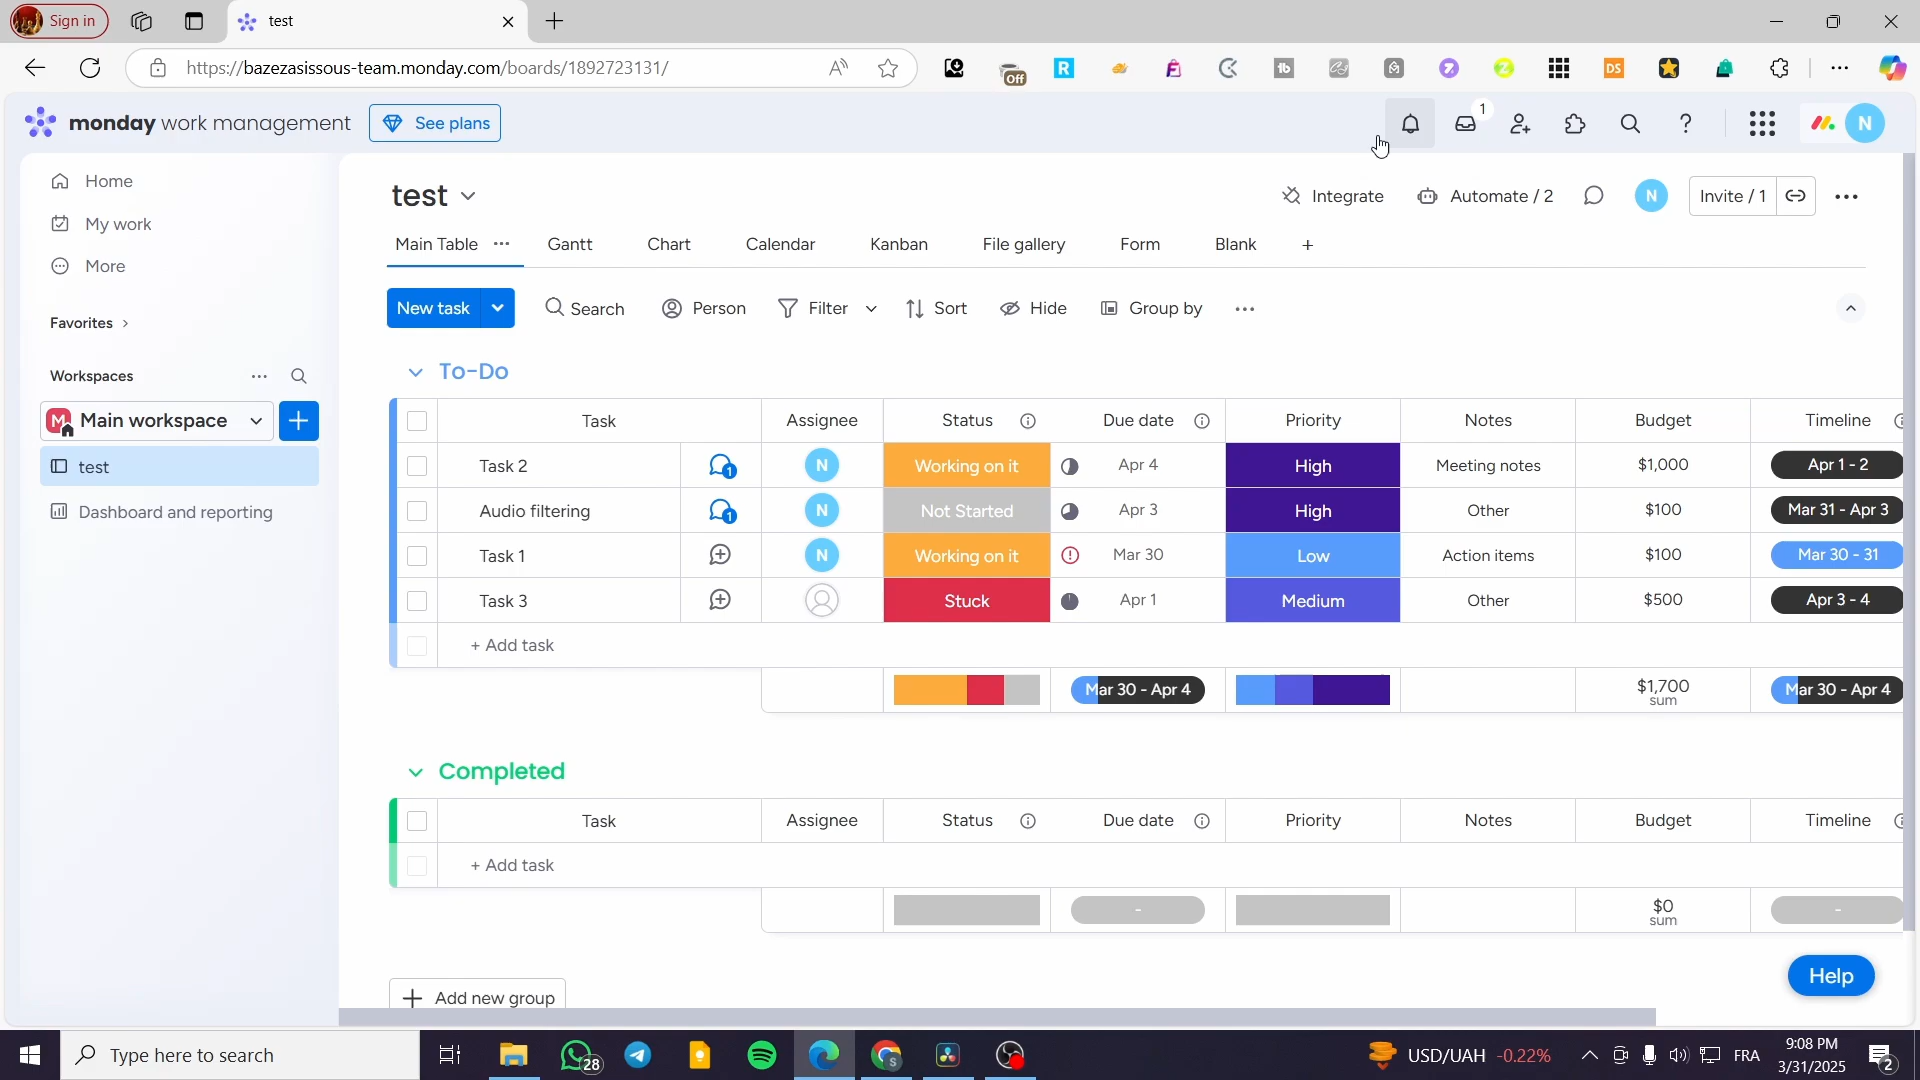 Sign in
test
https://bazezasissous-team.monday.com/boards/1892723131/
Off
monday work management
See plans
1
N
Home
My work
More
Favorites
Workspaces
M Main workspace
test
Dashboard and reporting
test
Integrate
Automate / 2
N
Invite / 1
Main Table
Gantt
Chart
Calendar
Kanban
File gallery
Form
Blank
+
New task
Search
Person
Filter
Sort
Hide
Group by
To-Do
Task Assignee Status Due date Priority Notes Budget Timeline
Task 2 1 N Working on it Apr 4 High Meeting notes $1,000 Apr 1 - 2
Audio filtering 1 N Not Started Apr 3 High Other $100 Mar 31 - Apr 3
Task 1 N Working on it Mar 30 Low Action items $100 Mar 30 - 31
Task 3 Stuck Apr 1 Medium Other $500 Apr 3 - 4
+ Add task
Mar 30 - Apr 4 $1,700 Mar 30 - Apr 4
sum
Completed
Task Assignee Status Due date Priority Notes Budget Timeline
+ Add task
- $0 -
sum
+ Add new group
Help
Type here to search
28
USD/UAH -0.22%
FRA
9:08 PM
3/31/2025
2